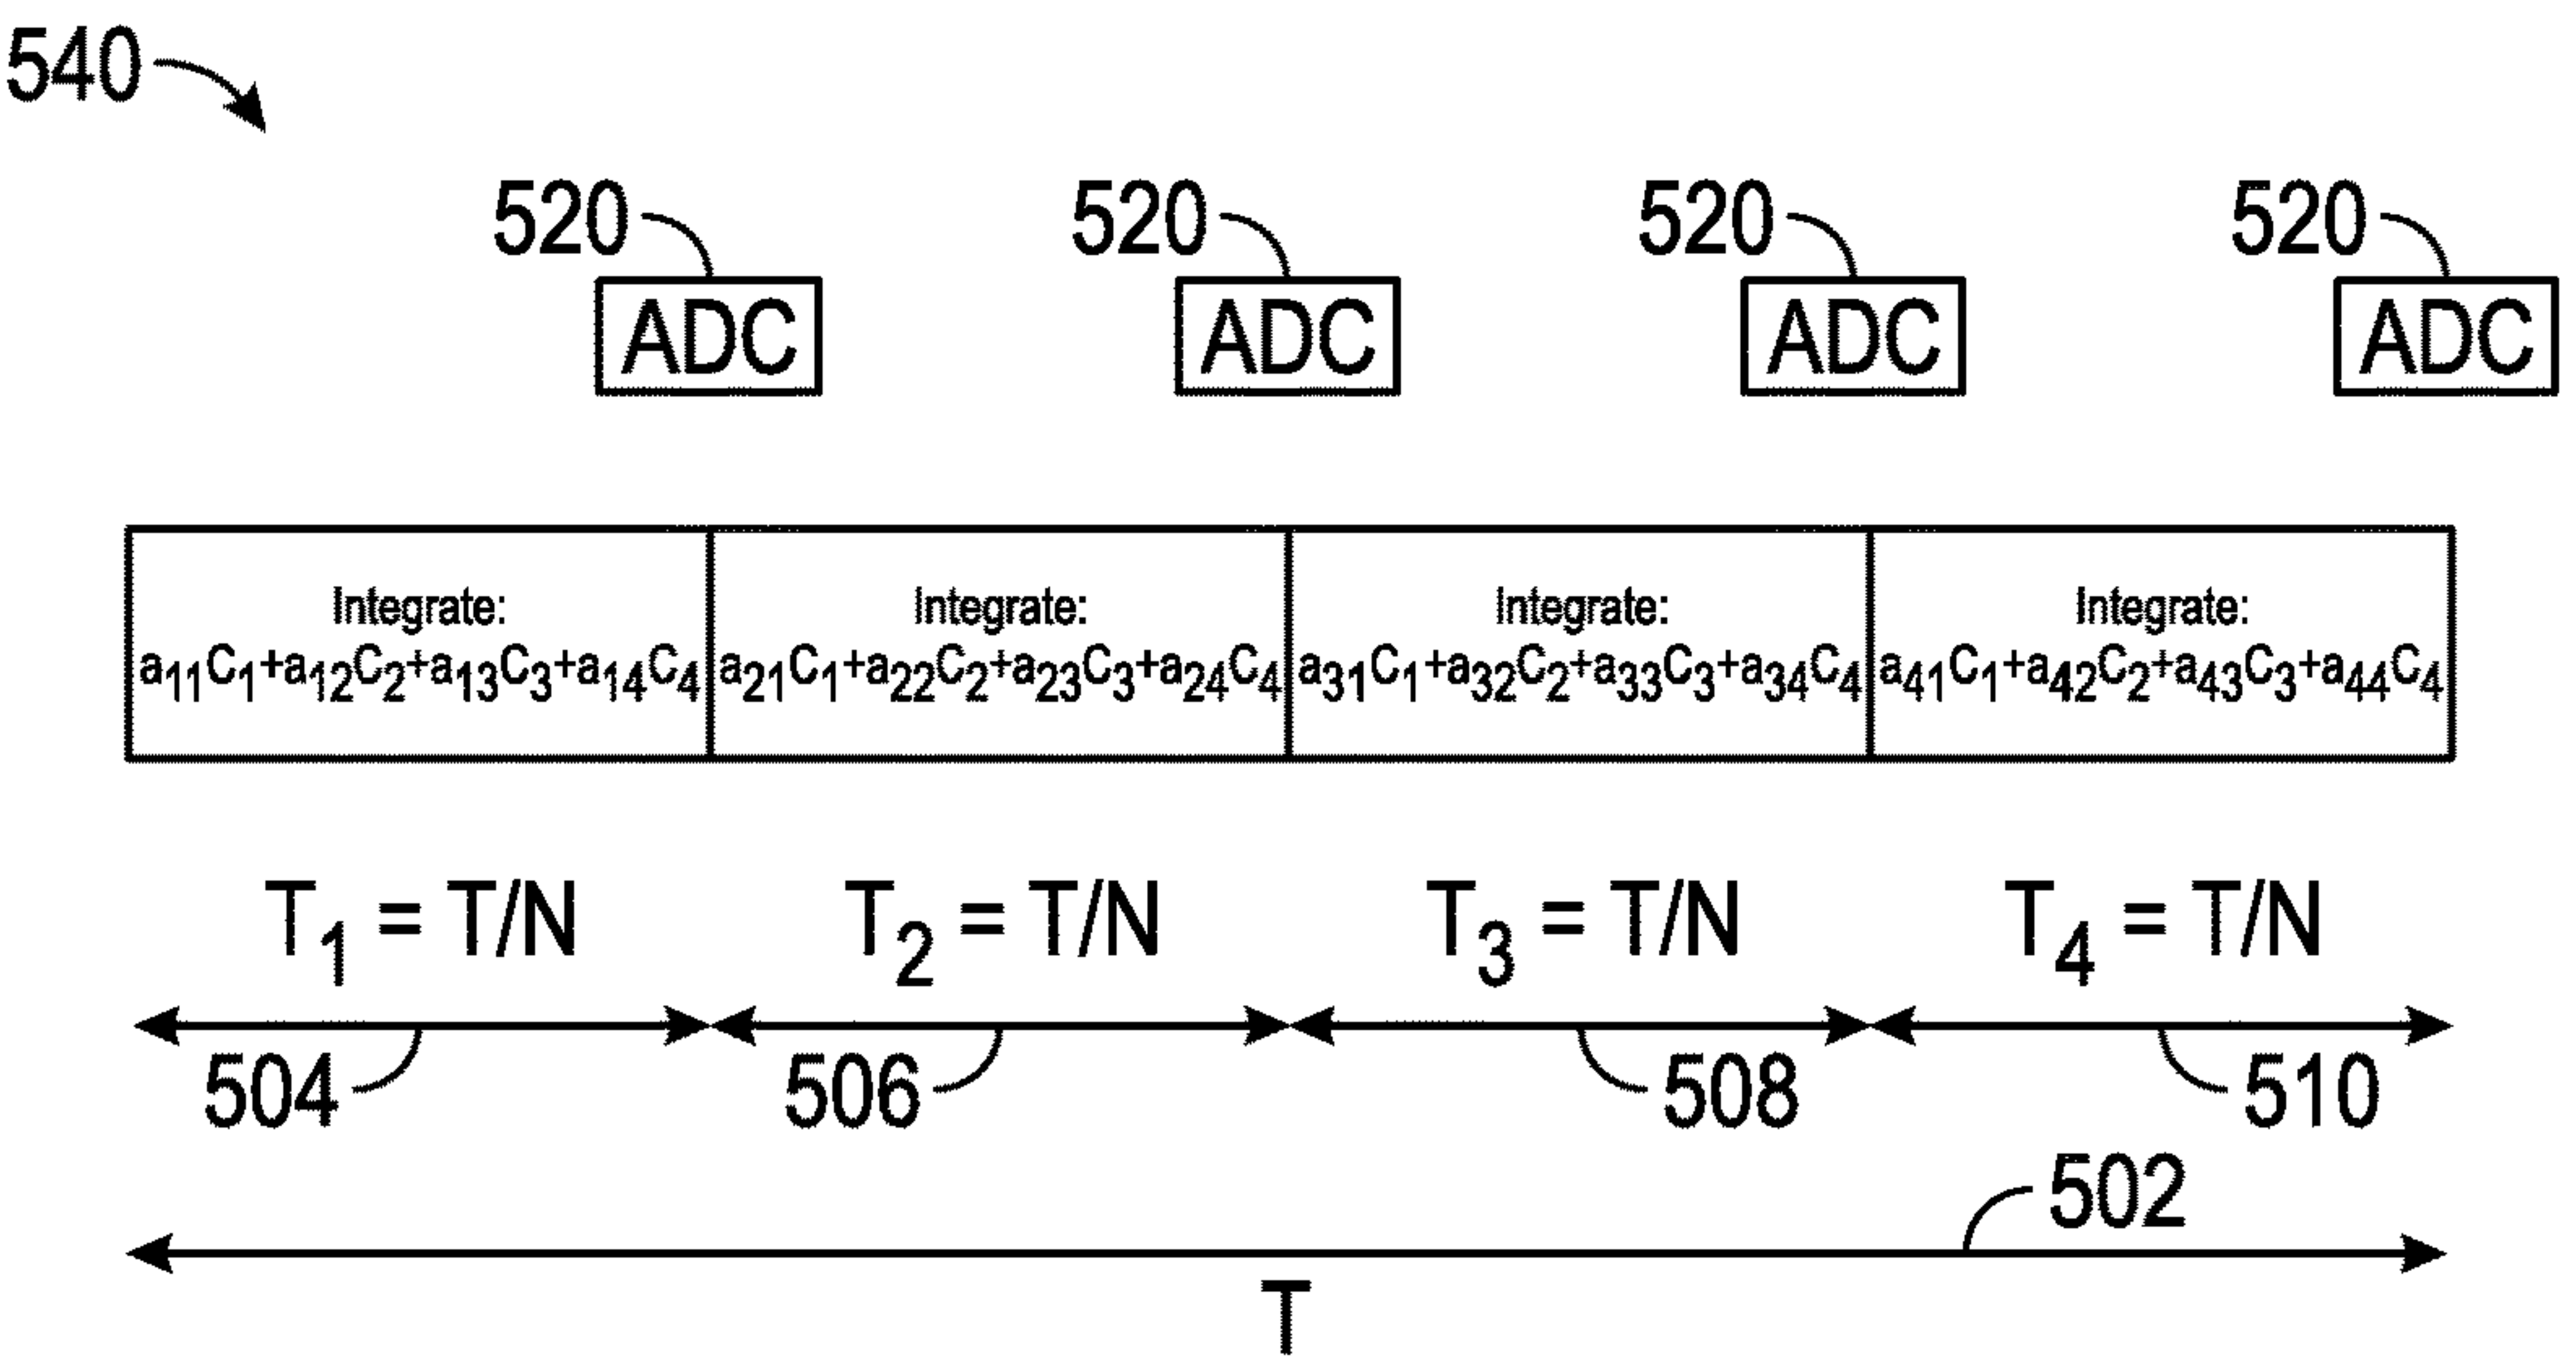 540
520 520 520 520
ADC ADC ADC ADC
Integrate: Integrate: Integrate: Integrate:
a11C1+a12C2+a13C3+a14C4 a21C1+a22C2+a23C3+a24C4 a31C1+a32C2+a33C3+a34C4 a41C1+a42C2+a43C3+a44C4
T1 = T/N T2 = T/N T3 = T/N T4 = T/N
504 506 508 510
502
T